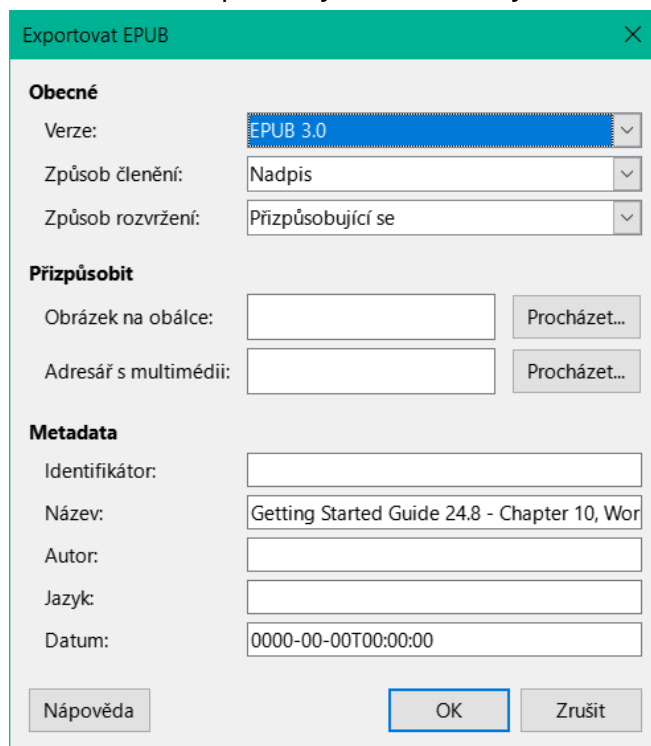 Exportovat EPUB
Obecné
Verze: EPUB 3.0
Způsob členění: Nadpis
Způsob rozvržení: Přizpůsobující se
Přizpůsobit
Obrázek na obálce: Procházet...
Adresář s multimédii: Procházet...
Metadata
Identifikátor:
Název: Getting Started Guide 24.8 - Chapter 10, Wor
Autor:
Jazyk:
Datum: 0000-00-00T00:00:00
Nápověda OK Zrušit